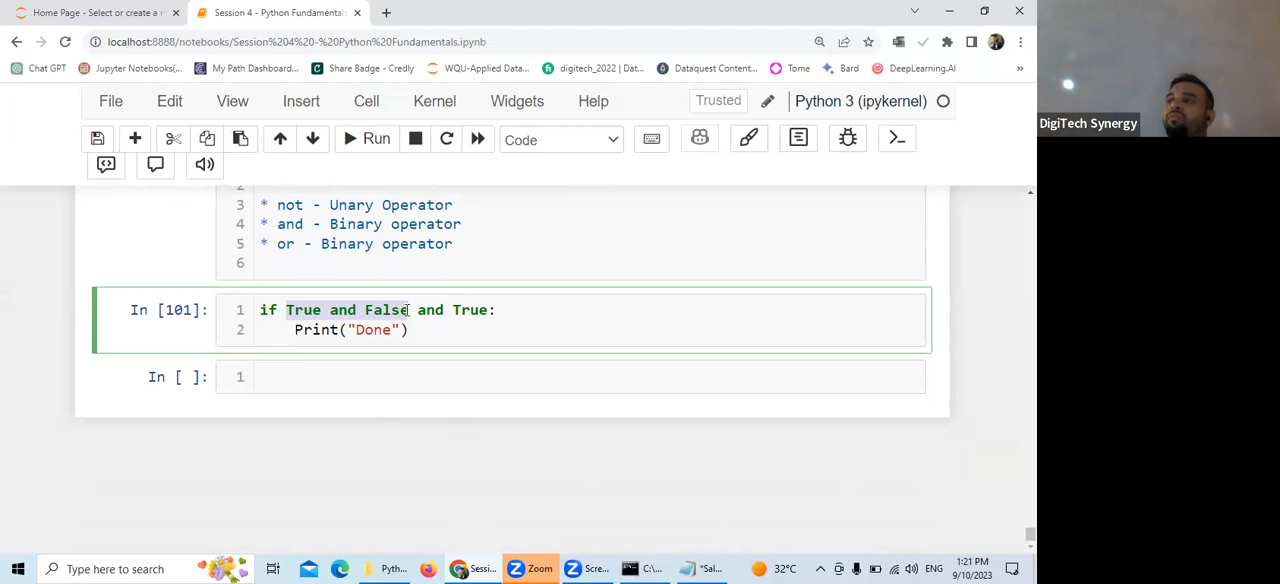 Home Page - Select or create a n
Session 4 - Python Fundamentals
localhost:8888/notebooks/Session%204%20-%20Python%20Fundamentals.ipynb
Chat GPT Jupyter Notebooks(... My Path Dashboard... Share Badge - Credly WQU-Applied Data... digitech_2022 | Dat... Dataquest Content... Tome Bard DeepLearning.AI »
File Edit View Insert Cell Kernel Widgets Help Trusted Python 3 (ipykernel)
Run Code
DigiTech Synergy
3 * not - Unary Operator
4 * and - Binary operator
5 * or - Binary operator
6
In [101]: 1 if True and False and True:
2 Print("Done")
In [ ]: 1
Type here to search Pyth... Sessi... Zoom Scre... C:\... *Sal... 32°C ENG 1:21 PM
9/10/2023